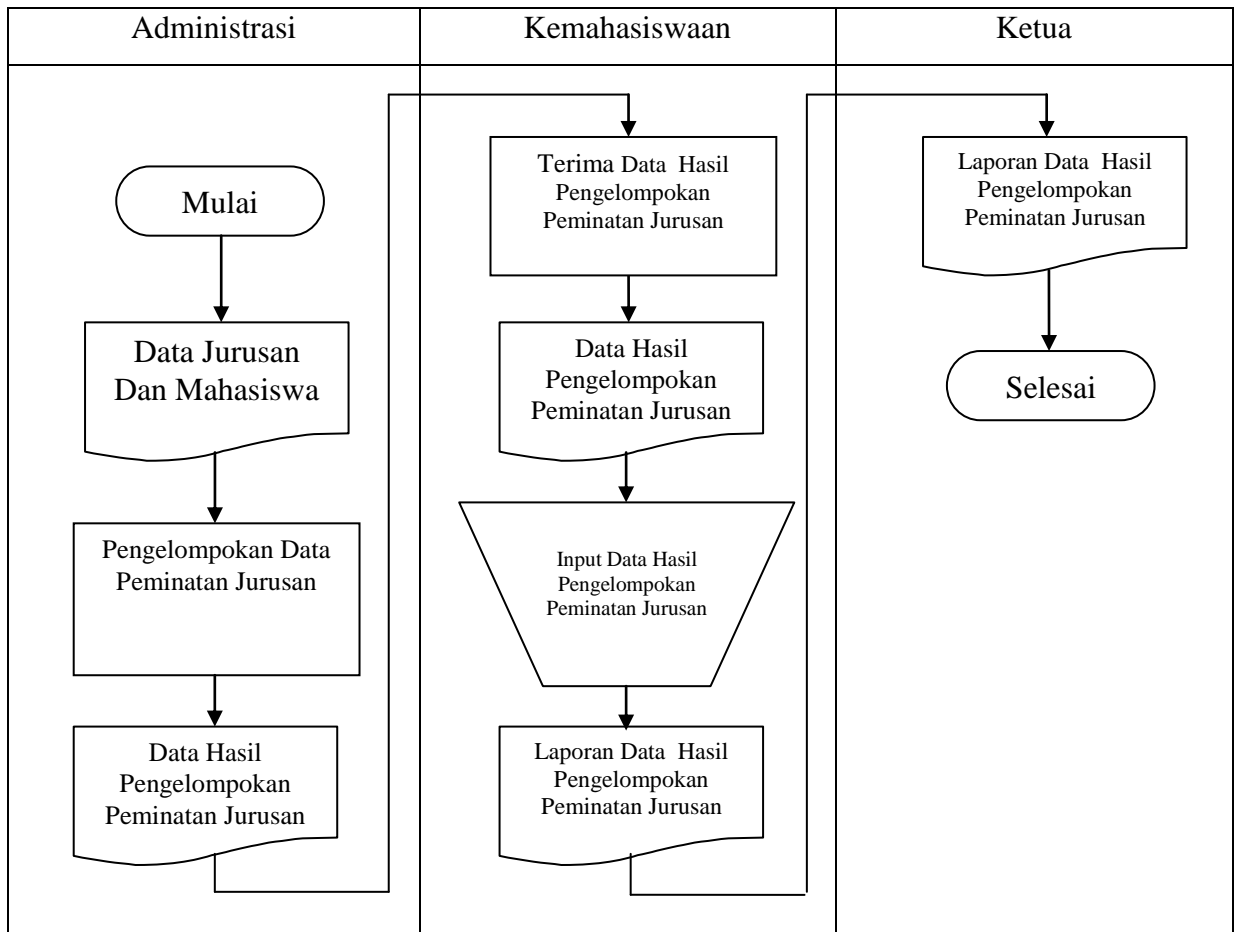 Administrasi
Kemahasiswaan
Ketua
Mulai
Data Jurusan
Dan Mahasiswa
Pengelompokan Data
Peminatan Jurusan
Data Hasil
Pengelompokan
Peminatan Jurusan
Terima Data Hasil
Pengelompokan
Peminatan Jurusan
Data Hasil
Pengelompokan
Peminatan Jurusan
Input Data Hasil
Pengelompokan
Peminatan Jurusan
Laporan Data Hasil
Pengelompokan
Peminatan Jurusan
Laporan Data Hasil
Pengelompokan
Peminatan Jurusan
Selesai